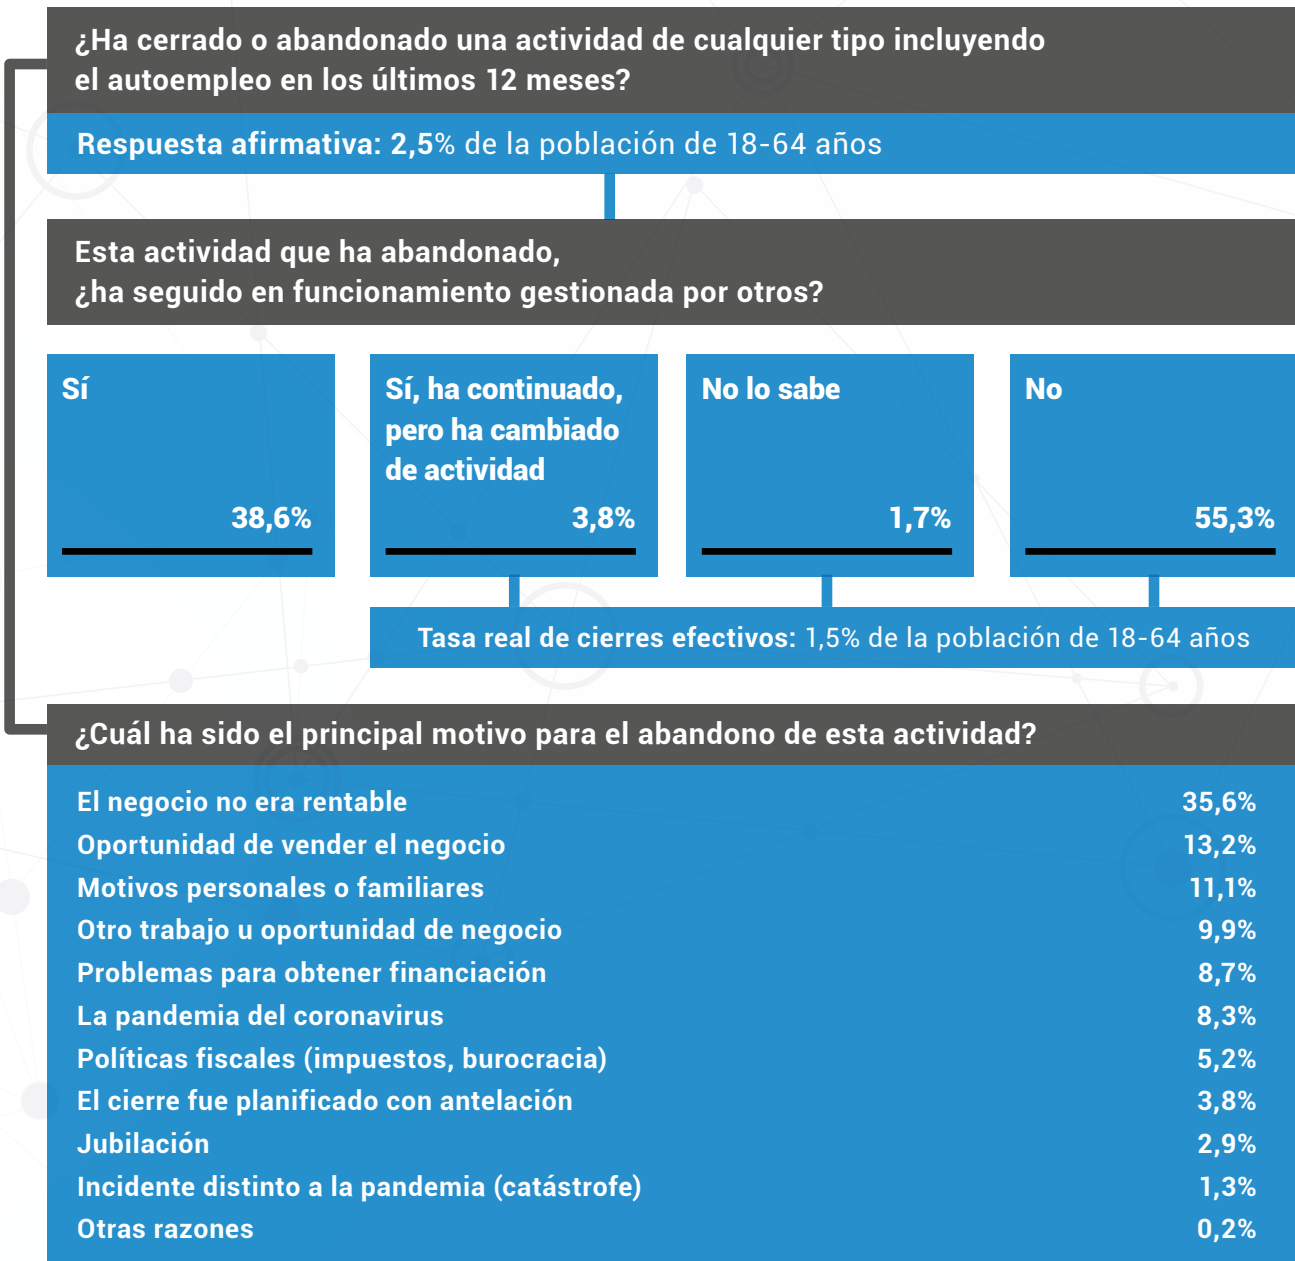 ¿Ha cerrado o abandonado una actividad de cualquier tipo incluyendo
el autoempleo en los últimos 12 meses?
Respuesta afirmativa: 2,5% de la población de 18-64 años
Esta actividad que ha abandonado,
¿ha seguido en funcionamiento gestionada por otros?
Sí
38,6%
Sí, ha continuado,
pero ha cambiado
de actividad
3,8%
No lo sabe
1,7%
No
55,3%
Tasa real de cierres efectivos: 1,5% de la población de 18-64 años
¿Cuál ha sido el principal motivo para el abandono de esta actividad?
El negocio no era rentable 35,6%
Oportunidad de vender el negocio 13,2%
Motivos personales o familiares 11,1%
Otro trabajo u oportunidad de negocio 9,9%
Problemas para obtener financiación 8,7%
La pandemia del coronavirus 8,3%
Políticas fiscales (impuestos, burocracia) 5,2%
El cierre fue planificado con antelación 3,8%
Jubilación 2,9%
Incidente distinto a la pandemia (catástrofe) 1,3%
Otras razones 0,2%